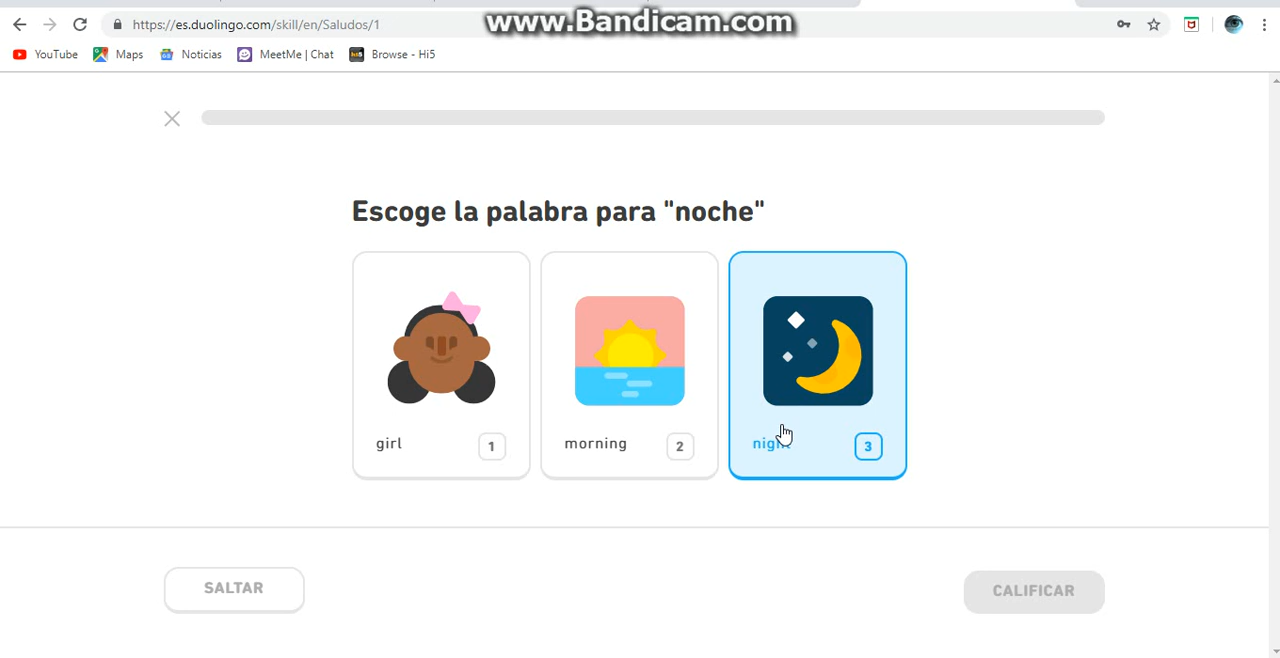 www.Bandicam.com
https://es.duolingo.com/skill/en/Saludos/1
YouTube Maps Noticias MeetMe | Chat Browse - Hi5
Escoge la palabra para "noche"
girl 1
morning 2
night 3
SALTAR
CALIFICAR